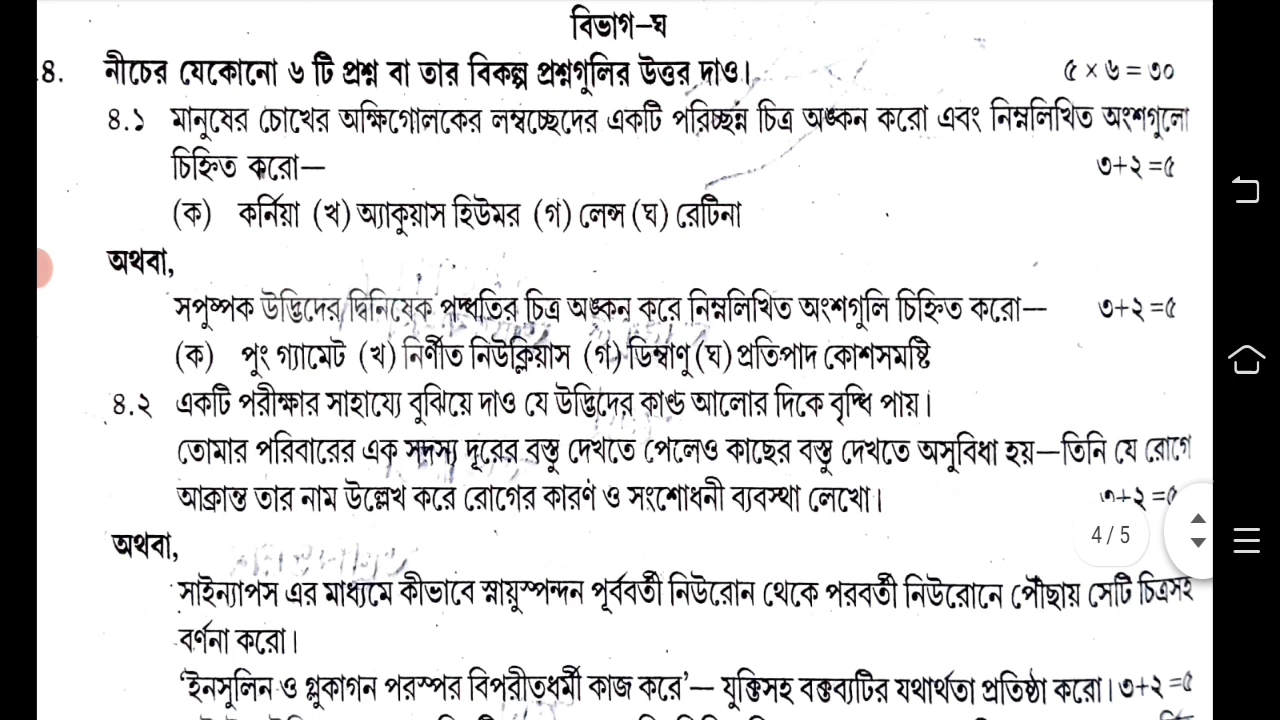 বিভাগ–ঘ
8. নীচের যেকোনো ৬ টি প্রশ্ন বা তার বিকল্প প্রশ্নগুলির উত্তর দাও। ৫ × ৬ = ৩০
৪.১ মানুষের চোখের অক্ষিগোলকের লম্বচ্ছেদের একটি পরিচ্ছন্ন চিত্র অঙ্কন করো এবং নিম্নলিখিত অংশগুলো
চিহ্নিত করো— ৩+২ =৫
(ক) কর্নিয়া (খ) অ্যাকুয়াস হিউমর (গ) লেন্স (ঘ) রেটিনা
অথবা,
সপুষ্পক উদ্ভিদের দ্বিনিষেক পদ্ধতির চিত্র অঙ্কন করে নিম্নলিখিত অংশগুলি চিহ্নিত করো— ৩+২ =৫
(ক) পুং গ্যামেট (খ) নির্ণীত নিউক্লিয়াস (গ) ডিম্বাণু (ঘ) প্রতিপাদ কোশসমষ্টি
৪.২ একটি পরীক্ষার সাহায্যে বুঝিয়ে দাও যে উদ্ভিদের কাণ্ড আলোর দিকে বৃদ্ধি পায়।
তোমার পরিবারের এক সদস্য দূরের বস্তু দেখতে পেলেও কাছের বস্তু দেখতে অসুবিধা হয়—তিনি যে রোগে
আক্রান্ত তার নাম উল্লেখ করে রোগের কারণ ও সংশোধনী ব্যবস্থা লেখো। ৩+২ =৫
4 / 5
অথবা,
সাইন্যাপস এর মাধ্যমে কীভাবে স্নায়ুস্পন্দন পূর্ববর্তী নিউরোন থেকে পরবর্তী নিউরোনে পৌঁছায় সেটি চিত্রসহ
বর্ণনা করো।
'ইনসুলিন ও গ্লুকাগন পরস্পর বিপরীতধর্মী কাজ করে'— যুক্তিসহ বক্তব্যটির যথার্থতা প্রতিষ্ঠা করো। ৩+২ =৫